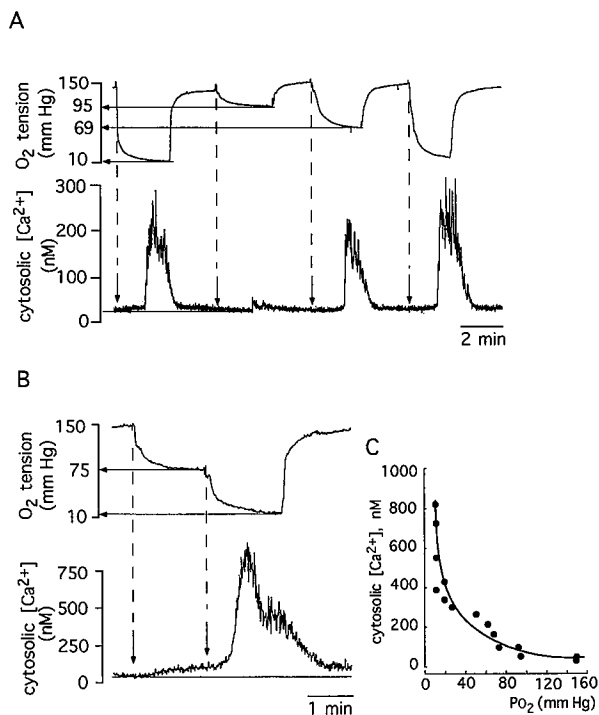 A
O2 tension
(mm Hg)
150
95
69
10
cytosolic [Ca2+]
(nM)
300
200
100
0
2 min
B
O2 tension
(mm Hg)
150
75
10
cytosolic [Ca2+]
(nM)
750
500
250
0
1 min
C
cytosolic [Ca2+], nM
1000
800
600
400
200
0
0 40 80 120 160
PO2 (mm Hg)